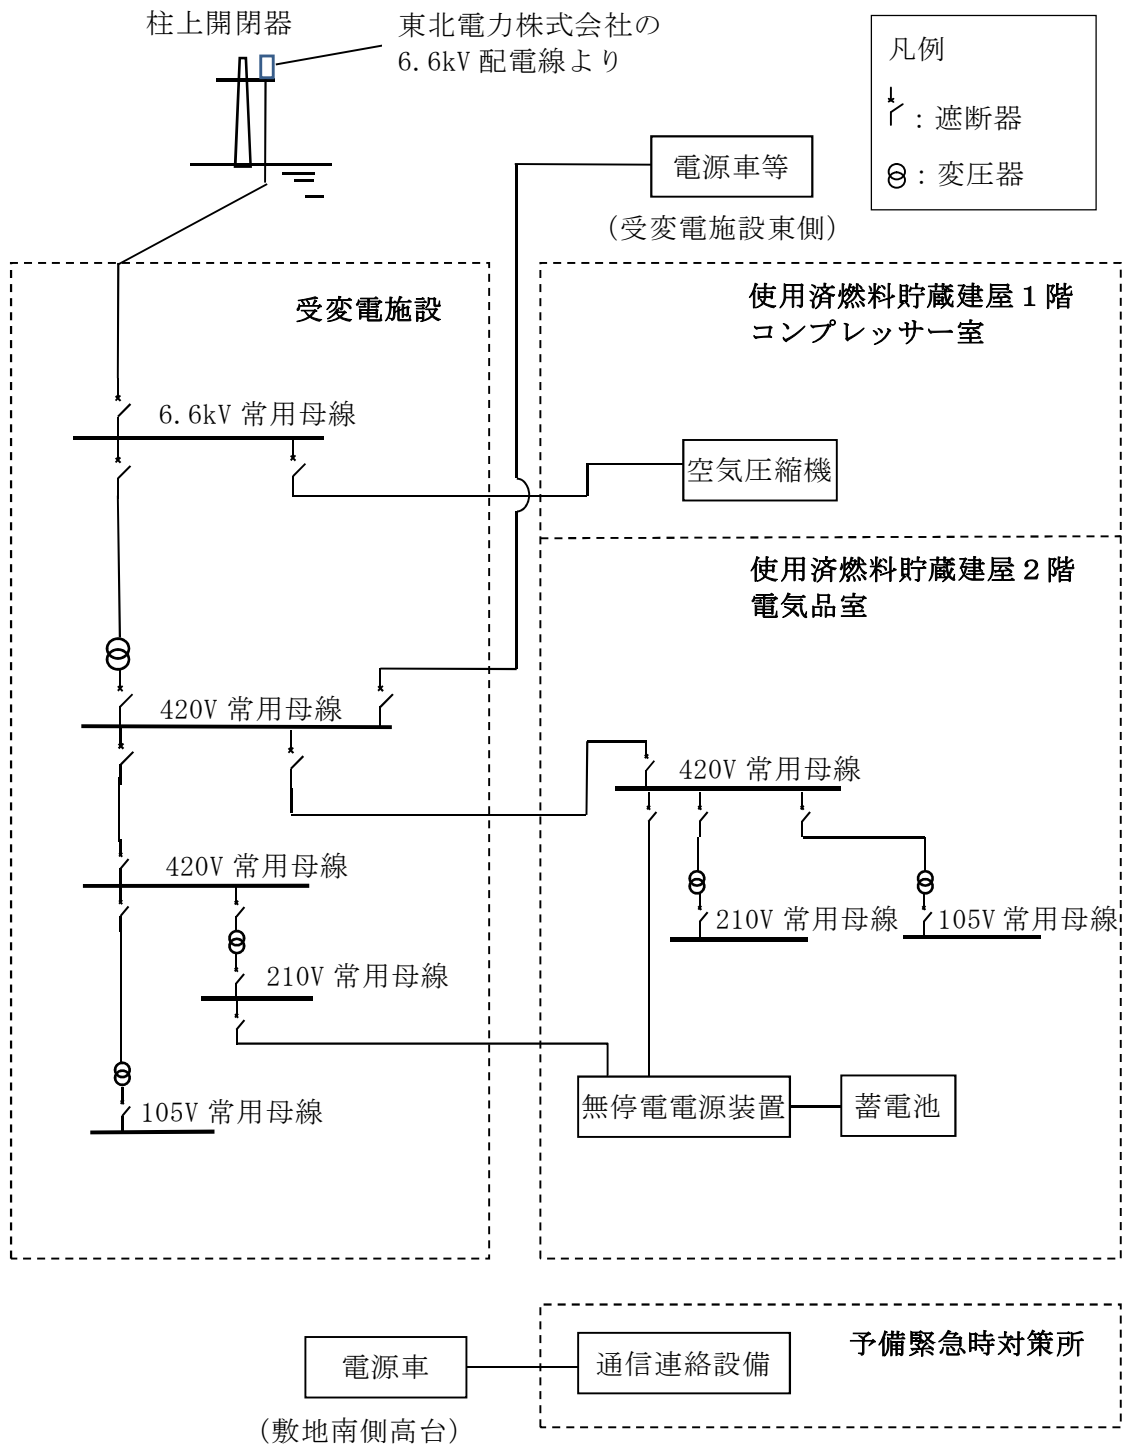 柱上開閉器
東北電力株式会社の
6.6kV 配電線より
凡例
：遮断器
：変圧器
電源車等
(受変電施設東側)
受変電施設
使用済燃料貯蔵建屋１階
コンプレッサー室
6.6kV 常用母線
空気圧縮機
使用済燃料貯蔵建屋２階
電気品室
420V 常用母線
420V 常用母線
420V 常用母線
210V 常用母線
105V 常用母線
210V 常用母線
105V 常用母線
無停電電源装置
蓄電池
予備緊急時対策所
電源車
通信連絡設備
(敷地南側高台)